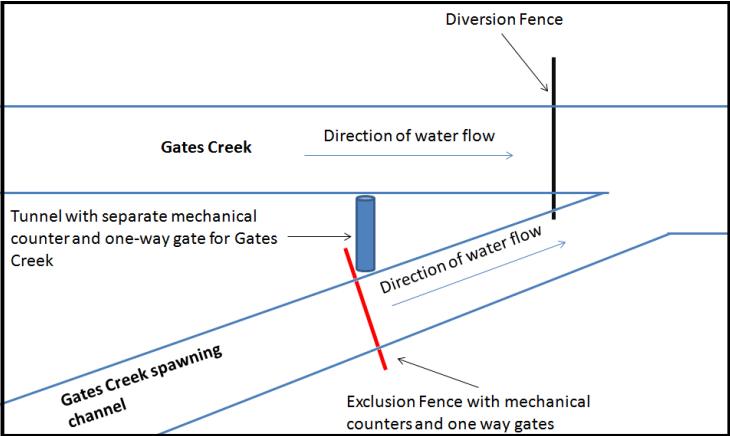 Diversion Fence
Gates Creek
Direction of water flow
Tunnel with separate mechanical
counter and one-way gate for Gates
Creek
Direction of water flow
Gates Creek spawning
channel
Exclusion Fence with mechanical
counters and one way gates